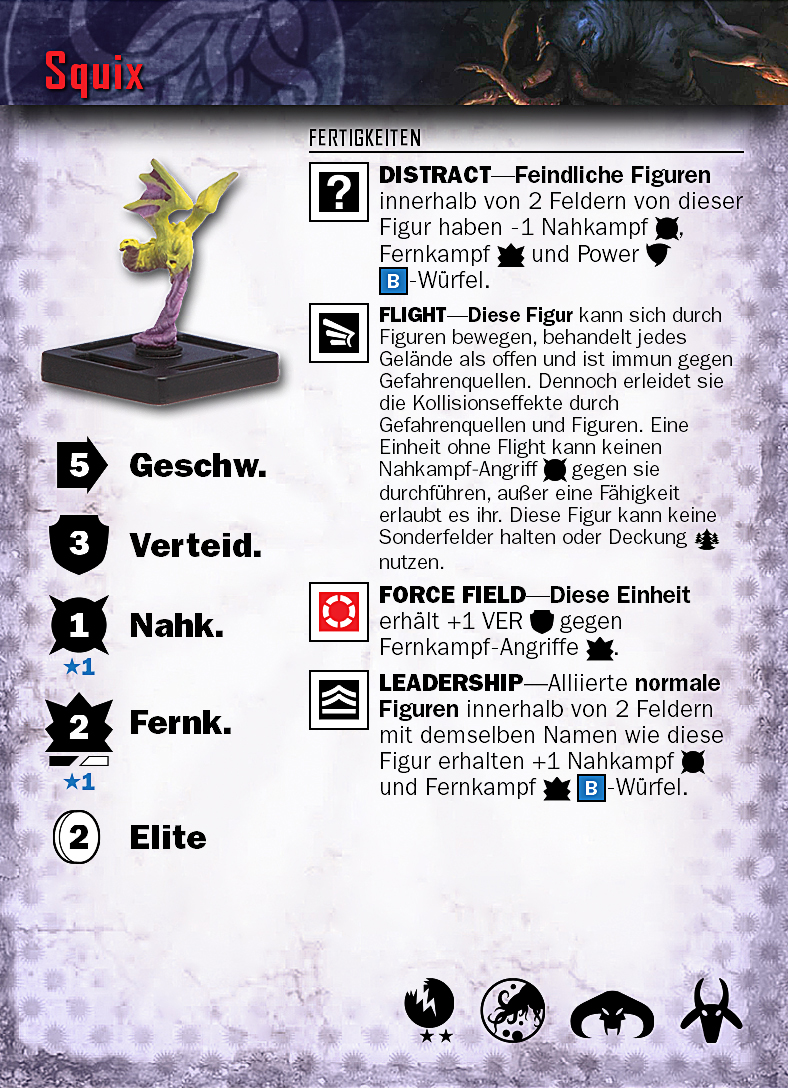 Squix
FERTIGKEITEN
DISTRACT—Feindliche Figuren
innerhalb von 2 Feldern von dieser
Figur haben -1 Nahkampf ,
Fernkampf und Power
B-Würfel.
FLIGHT—Diese Figur kann sich durch
Figuren bewegen, behandelt jedes
Gelände als offen und ist immun gegen
Gefahrenquellen. Dennoch erleidet sie
die Kollisionseffekte durch
Gefahrenquellen und Figuren. Eine
Einheit ohne Flight kann keinen
Nahkampf-Angriff gegen sie
durchführen, außer eine Fähigkeit
erlaubt es ihr. Diese Figur kann keine
Sonderfelder halten oder Deckung
nutzen.
FORCE FIELD—Diese Einheit
erhält +1 VER gegen
Fernkampf-Angriffe .
LEADERSHIP—Alliierte normale
Figuren innerhalb von 2 Feldern
mit demselben Namen wie diese
Figur erhalten +1 Nahkampf
und Fernkampf B-Würfel.
5 Geschw.
3 Verteid.
1 Nahk.
★1
2 Fernk.
★1
2 Elite